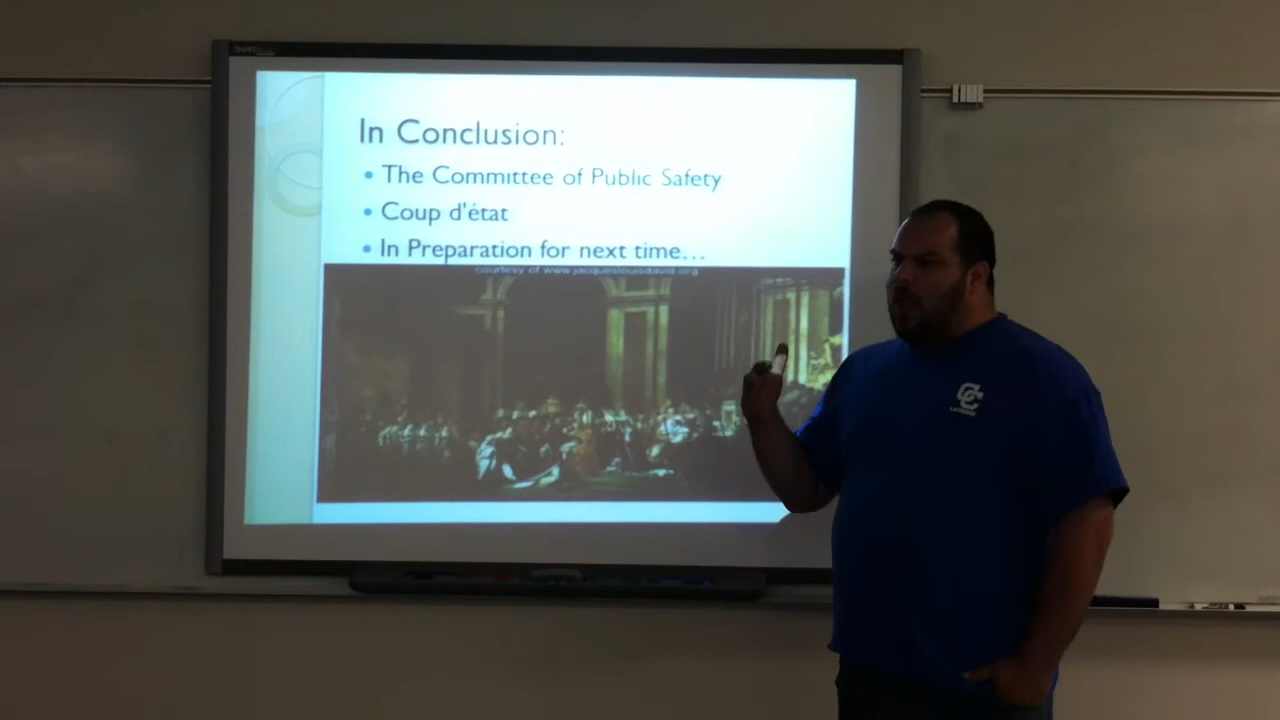 In Conclusion:
• The Committee of Public Safety
• Coup d'état
• In Preparation for next time...
courtesy of www.jacqueslouisdavid.org
CC